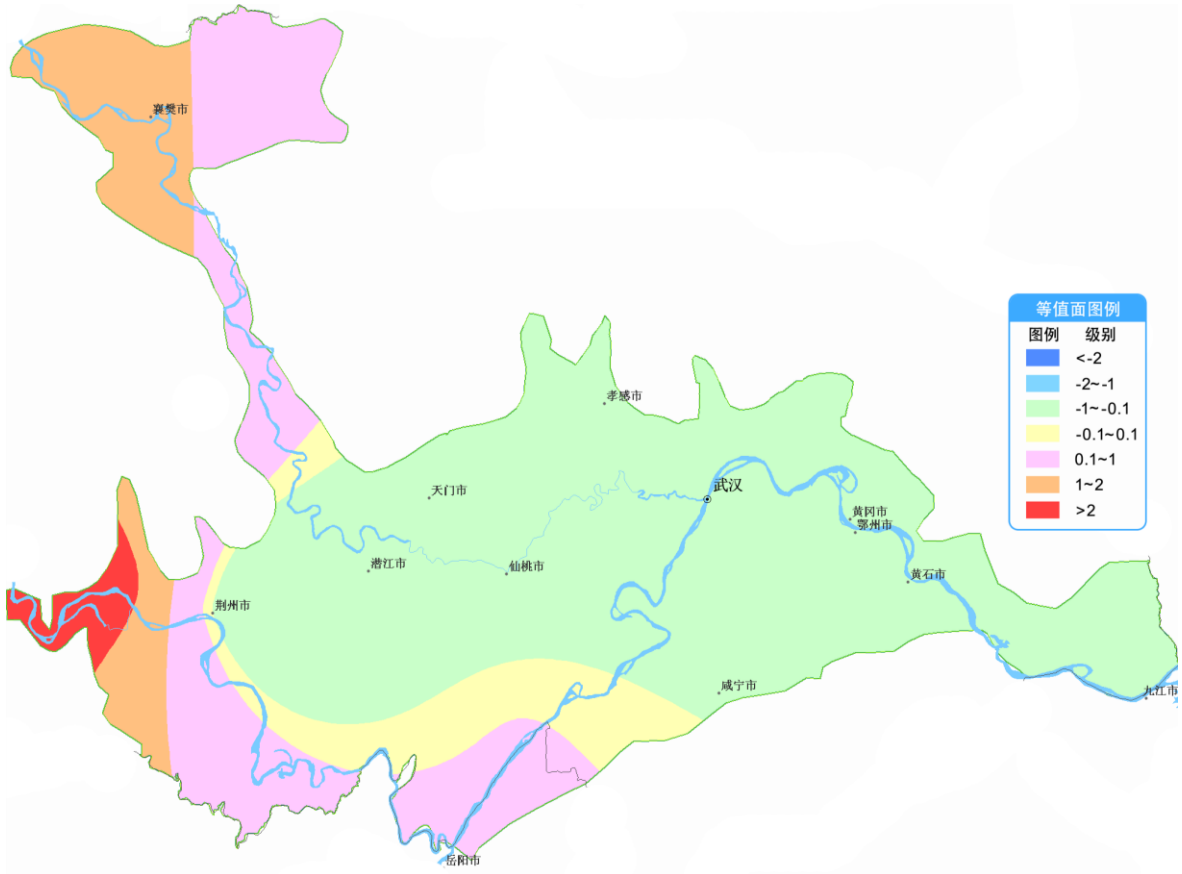 襄樊市
等值面图例
图例 级别
<-2
-2~-1
-1~-0.1
-0.1~0.1
0.1~1
1~2
>2
孝感市
天门市
武汉
黄冈市
鄂州市
潜江市
仙桃市
黄石市
荆州市
咸宁市
九江市
岳阳市